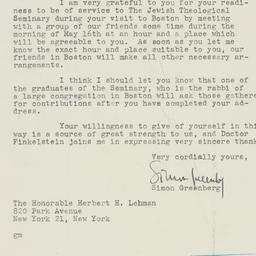 I am very grateful to you for your readi-
ness to be of service to The Jewish Theological
Seminary during your visit to Boston by meeting
with a group of our friends some time during the
morning of May 16th at an hour and a place which
will be agreeable to you. As soon as you let me
know the exact hour and place suitable to you, our
friends in Boston will make all other necessary ar-
rangements.
I think I should let you know that one of
the graduates of the Seminary, who is the rabbi of
a large congregation in Boston will ask those gathered
for contributions after you have completed your ad-
dress.
Your willingness to give of yourself in this
way is a source of great strength to us, and Doctor
Finkelstein joins me in expressing very sincere thanks
Very cordially yours,
Simon Greenberg
Simon Greenberg
The Honorable Herbert H. Lehman
820 Park Avenue
New York 21, New York
gm